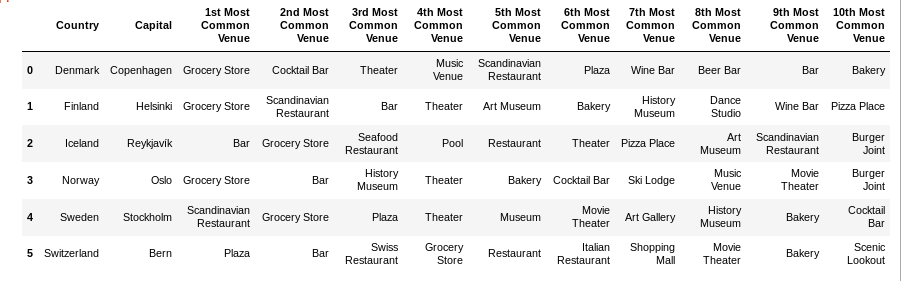 Country Capital 1st Most Common Venue 2nd Most Common Venue 3rd Most Common Venue 4th Most Common Venue 5th Most Common Venue 6th Most Common Venue 7th Most Common Venue 8th Most Common Venue 9th Most Common Venue 10th Most Common Venue
0 Denmark Copenhagen Grocery Store Cocktail Bar Theater Music Venue Scandinavian Restaurant Plaza Wine Bar Beer Bar Bar Bakery
1 Finland Helsinki Grocery Store Scandinavian Restaurant Bar Theater Art Museum Bakery History Museum Dance Studio Wine Bar Pizza Place
2 Iceland Reykjavík Bar Grocery Store Seafood Restaurant Pool Restaurant Theater Pizza Place Art Museum Scandinavian Restaurant Burger Joint
3 Norway Oslo Grocery Store Bar History Museum Theater Bakery Cocktail Bar Ski Lodge Music Venue Movie Theater Burger Joint
4 Sweden Stockholm Scandinavian Restaurant Grocery Store Plaza Theater Museum Movie Theater Art Gallery History Museum Bakery Cocktail Bar
5 Switzerland Bern Plaza Bar Swiss Restaurant Grocery Store Restaurant Italian Restaurant Shopping Mall Movie Theater Bakery Scenic Lookout